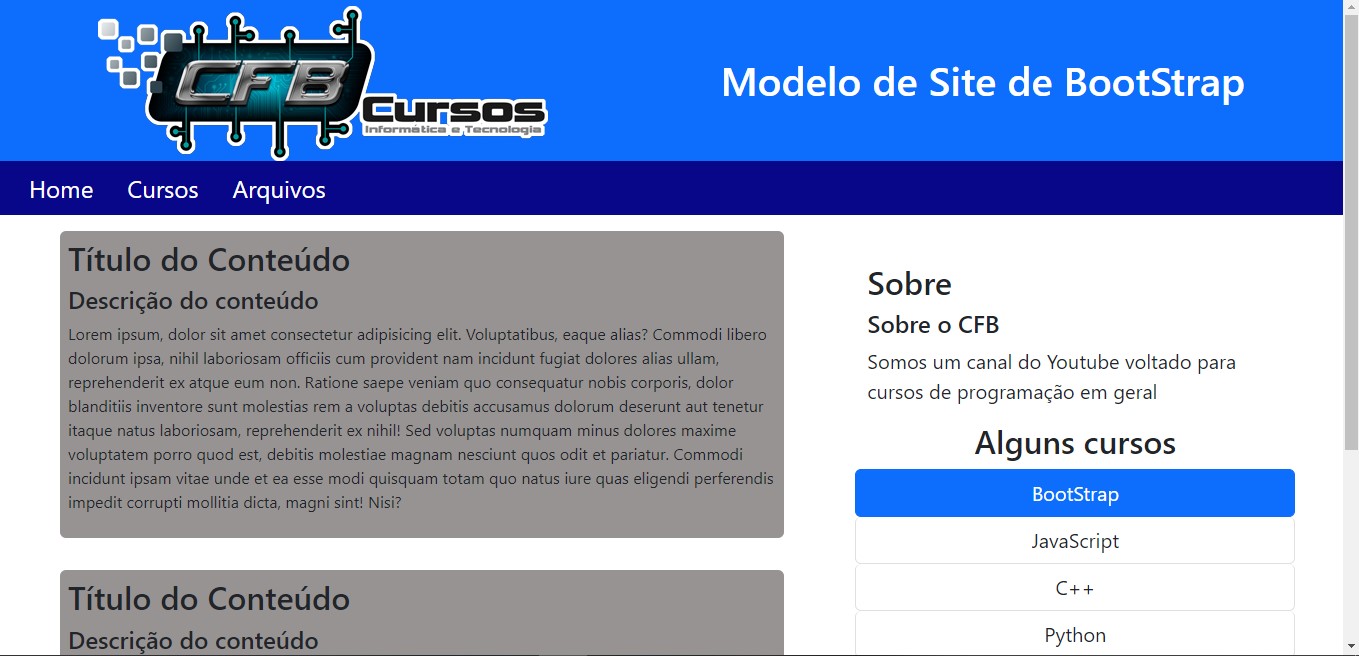 CFB
Cursos
Informática e Tecnologia
Modelo de Site de BootStrap
Home Cursos Arquivos
Título do Conteúdo
Descrição do conteúdo
Lorem ipsum, dolor sit amet consectetur adipisicing elit. Voluptatibus, eaque alias? Commodi libero
dolorum ipsa, nihil laboriosam officiis cum provident nam incidunt fugiat dolores alias ullam,
reprehenderit ex atque eum non. Ratione saepe veniam quo consequatur nobis corporis, dolor
blanditiis inventore sunt molestias rem a voluptas debitis accusamus dolorum deserunt aut tenetur
itaque natus laboriosam, reprehenderit ex nihil! Sed voluptas numquam minus dolores maxime
voluptatem porro quod est, debitis molestiae magnam nesciunt quos odit et pariatur. Commodi
incidunt ipsam vitae unde et ea esse modi quisquam totam quo natus iure quas eligendi perferendis
impedit corrupti mollitia dicta, magni sint! Nisi?
Título do Conteúdo
Descrição do conteúdo
Sobre
Sobre o CFB
Somos um canal do Youtube voltado para
cursos de programação em geral
Alguns cursos
BootStrap
JavaScript
C++
Python